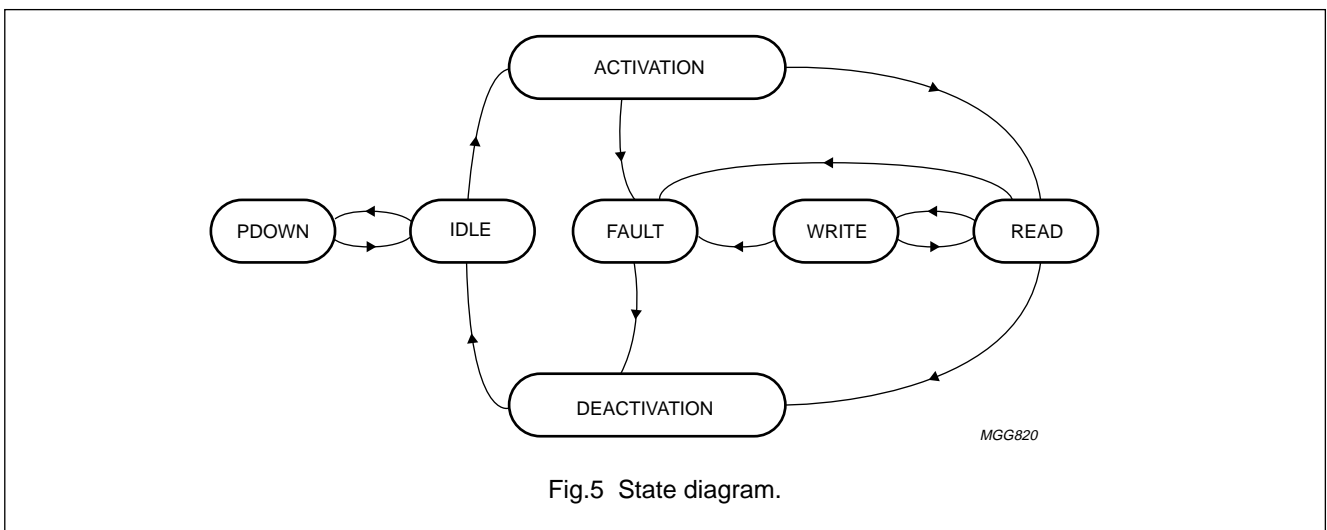 ACTIVATION
PDOWN
IDLE
FAULT
WRITE
READ
DEACTIVATION
MGG820
Fig.5 State diagram.